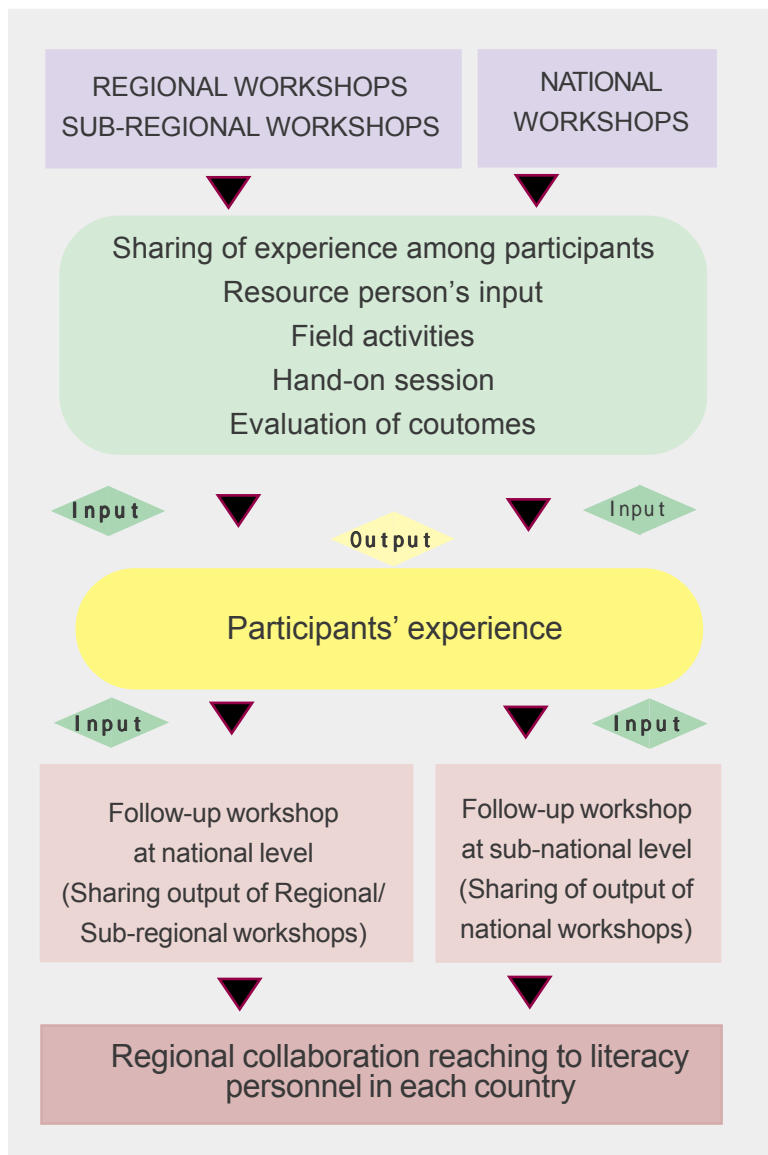 REGIONAL WORKSHOPS
SUB-REGIONAL WORKSHOPS
NATIONAL
WORKSHOPS
Sharing of experience among participants
Resource person’s input
Field activities
Hand-on session
Evaluation of coutomes
Input
Input
Output
Participants’ experience
Input
Input
Follow-up workshop
at national level
(Sharing output of Regional/
Sub-regional workshops)
Follow-up workshop
at sub-national level
(Sharing of output of
national workshops)
Regional collaboration reaching to literacy
personnel in each country